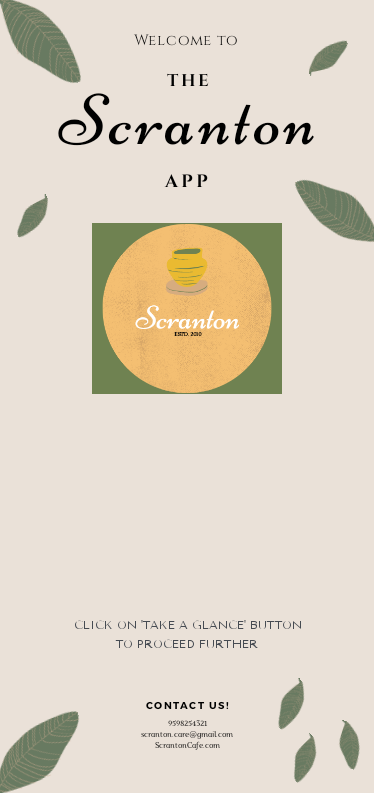 Welcome to
THE
Scranton
APP
Scranton
ESTD. 2010
CLICK ON 'TAKE A GLANCE' BUTTON
TO PROCEED FURTHER
CONTACT US!
9598254321
scranton.care@gmail.com
ScrantonCafe.com